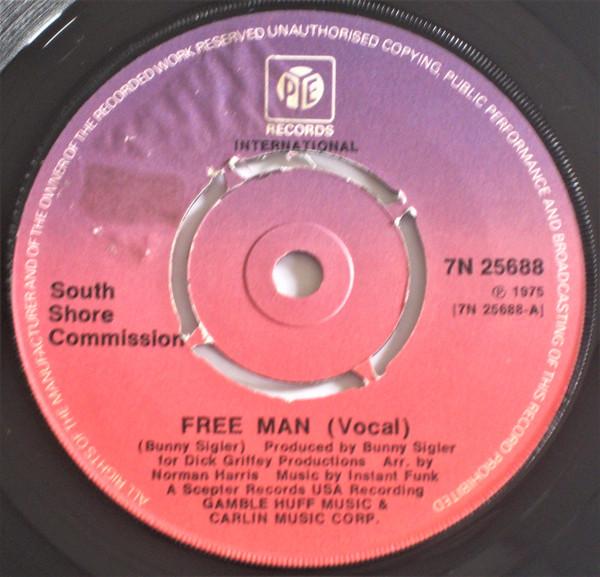 ALL RIGHTS OF THE MANUFACTURER AND OF THE OWNER OF THE RECORDED WORK RESERVED UNAUTHORISED COPYING, PUBLIC PERFORMANCE AND BROADCASTING OF THIS RECORD PROHIBITED
PYE
RECORDS
INTERNATIONAL
7N 25688
℗ 1975
[7N 25688-A]
South
Shore
Commission
FREE MAN (Vocal)
(Bunny Sigler) Produced by Bunny Sigler
for Dick Griffey Productions Arr. by
Norman Harris Music by Instant Funk
A Scepter Records USA Recording
GAMBLE HUFF MUSIC &
CARLIN MUSIC CORP.